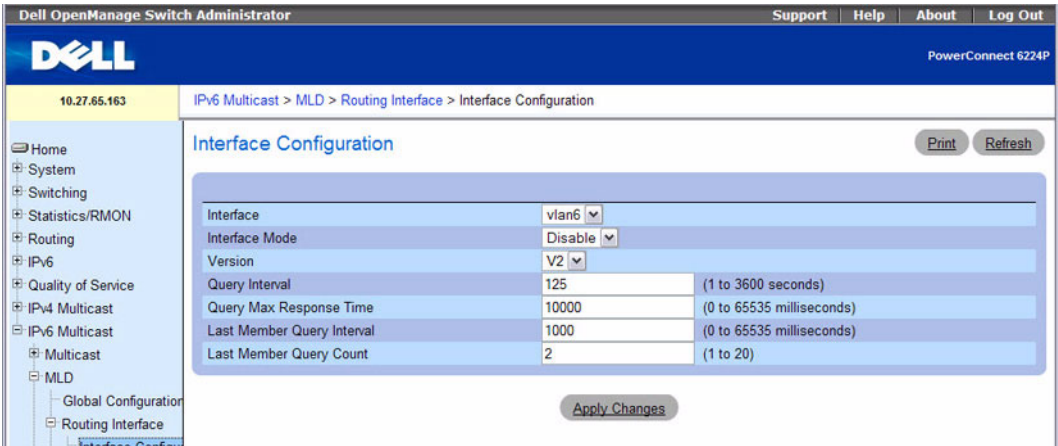 Dell OpenManage Switch Administrator Support Help About Log Out
DELL
PowerConnect 6224P
10.27.65.163
IPv6 Multicast > MLD > Routing Interface > Interface Configuration
Interface Configuration
Print Refresh
Home
System
Switching
Statistics/RMON
Routing
IPv6
Quality of Service
IPv4 Multicast
IPv6 Multicast
Multicast
MLD
Global Configuration
Routing Interface
Interface
Interface vlan6
Interface Mode Disable
Version V2
Query Interval 125 (1 to 3600 seconds)
Query Max Response Time 10000 (0 to 65535 milliseconds)
Last Member Query Interval 1000 (0 to 65535 milliseconds)
Last Member Query Count 2 (1 to 20)
Apply Changes